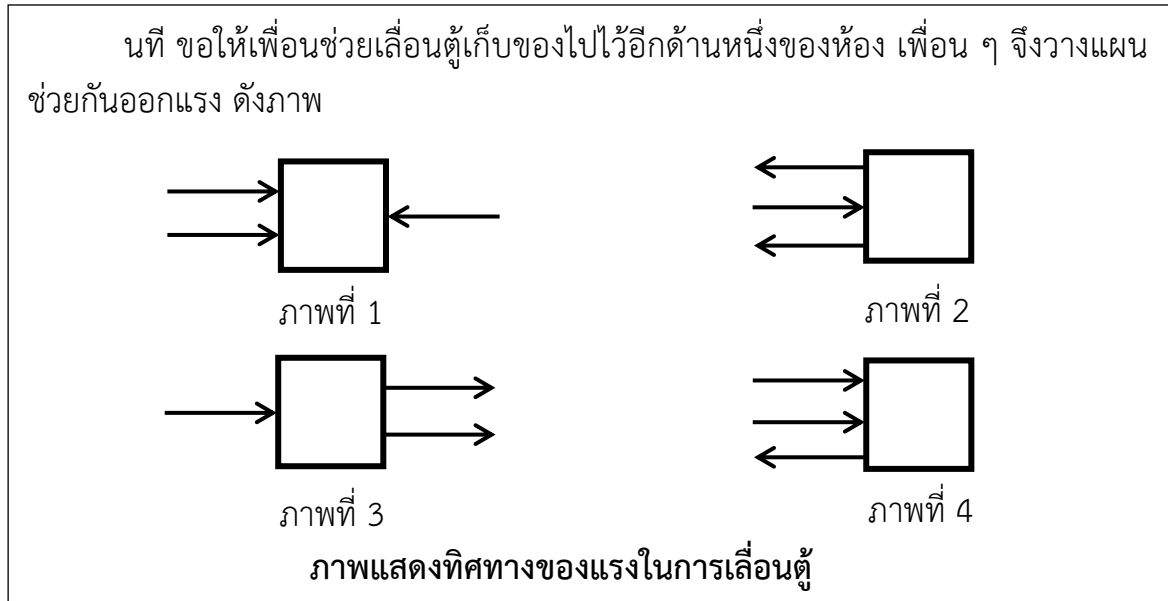 นที ขอให้เพื่อนช่วยเลื่อนตู้เก็บของไปไว้อีกด้านหนึ่งของห้อง เพื่อน ๆ จึงวางแผน
ช่วยกันออกแรง ดังภาพ
ภาพที่ 1
ภาพที่ 2
ภาพที่ 3
ภาพที่ 4
ภาพแสดงทิศทางของแรงในการเลื่อนตู้